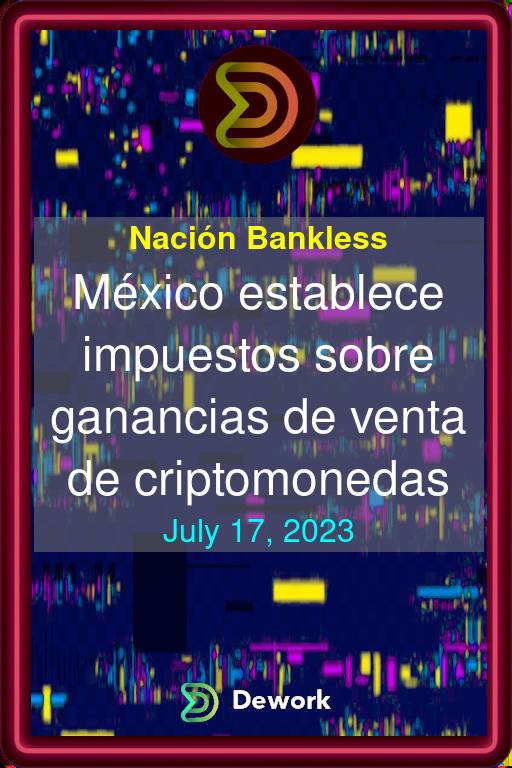 Nación Bankless
México establece
impuestos sobre
ganancias de venta
de criptomonedas
July 17, 2023
Dework